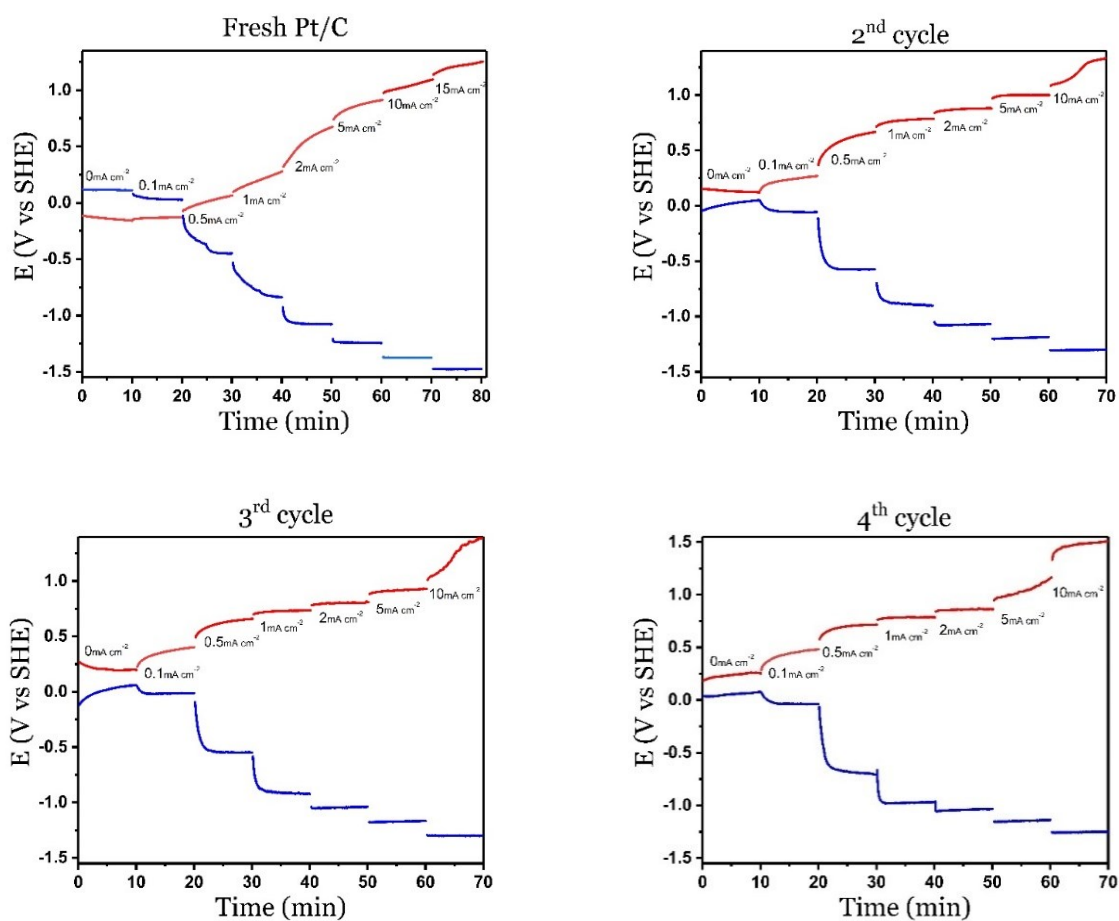 Fresh Pt/C
E (V vs SHE)
1.0
0.5
0.0
-0.5
-1.0
-1.5
0mA cm-2
0.1mA cm-2
0.5mA cm-2
1mA cm-2
2mA cm-2
5mA cm-2
10mA cm-2
15mA cm-2
0 10 20 30 40 50 60 70 80
Time (min)
2nd cycle
E (V vs SHE)
1.0
0.5
0.0
-0.5
-1.0
-1.5
0mA cm-2
0.1mA cm-2
0.5mA cm-2
1mA cm-2
2mA cm-2
5mA cm-2
10mA cm-2
0 10 20 30 40 50 60 70
Time (min)
3rd cycle
E (V vs SHE)
1.0
0.5
0.0
-0.5
-1.0
-1.5
0mA cm-2
0.1mA cm-2
0.5mA cm-2
1mA cm-2
2mA cm-2
5mA cm-2
10mA cm-2
0 10 20 30 40 50 60 70
Time (min)
4th cycle
E (V vs SHE)
1.5
1.0
0.5
0.0
-0.5
-1.0
-1.5
0mA cm-2
0.1mA cm-2
0.5mA cm-2
1mA cm-2
2mA cm-2
5mA cm-2
10mA cm-2
0 10 20 30 40 50 60 70
Time (min)